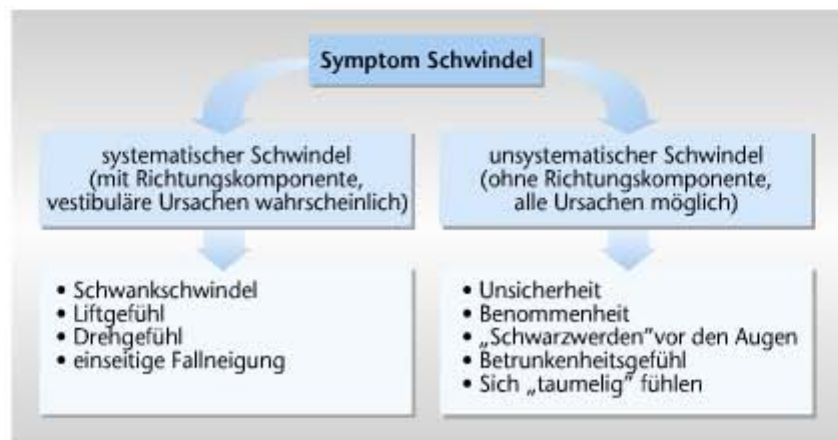 Symptom Schwindel
systematischer Schwindel
(mit Richtungskomponente,
vestibuläre Ursachen wahrscheinlich)
unsystematischer Schwindel
(ohne Richtungskomponente,
alle Ursachen möglich)
• Schwankschwindel
• Liftgefühl
• Drehgefühl
• einseitige Fallneigung
• Unsicherheit
• Benommenheit
• „Schwarzwerden” vor den Augen
• Betrunkenheitsgefühl
• Sich „taumelig” fühlen